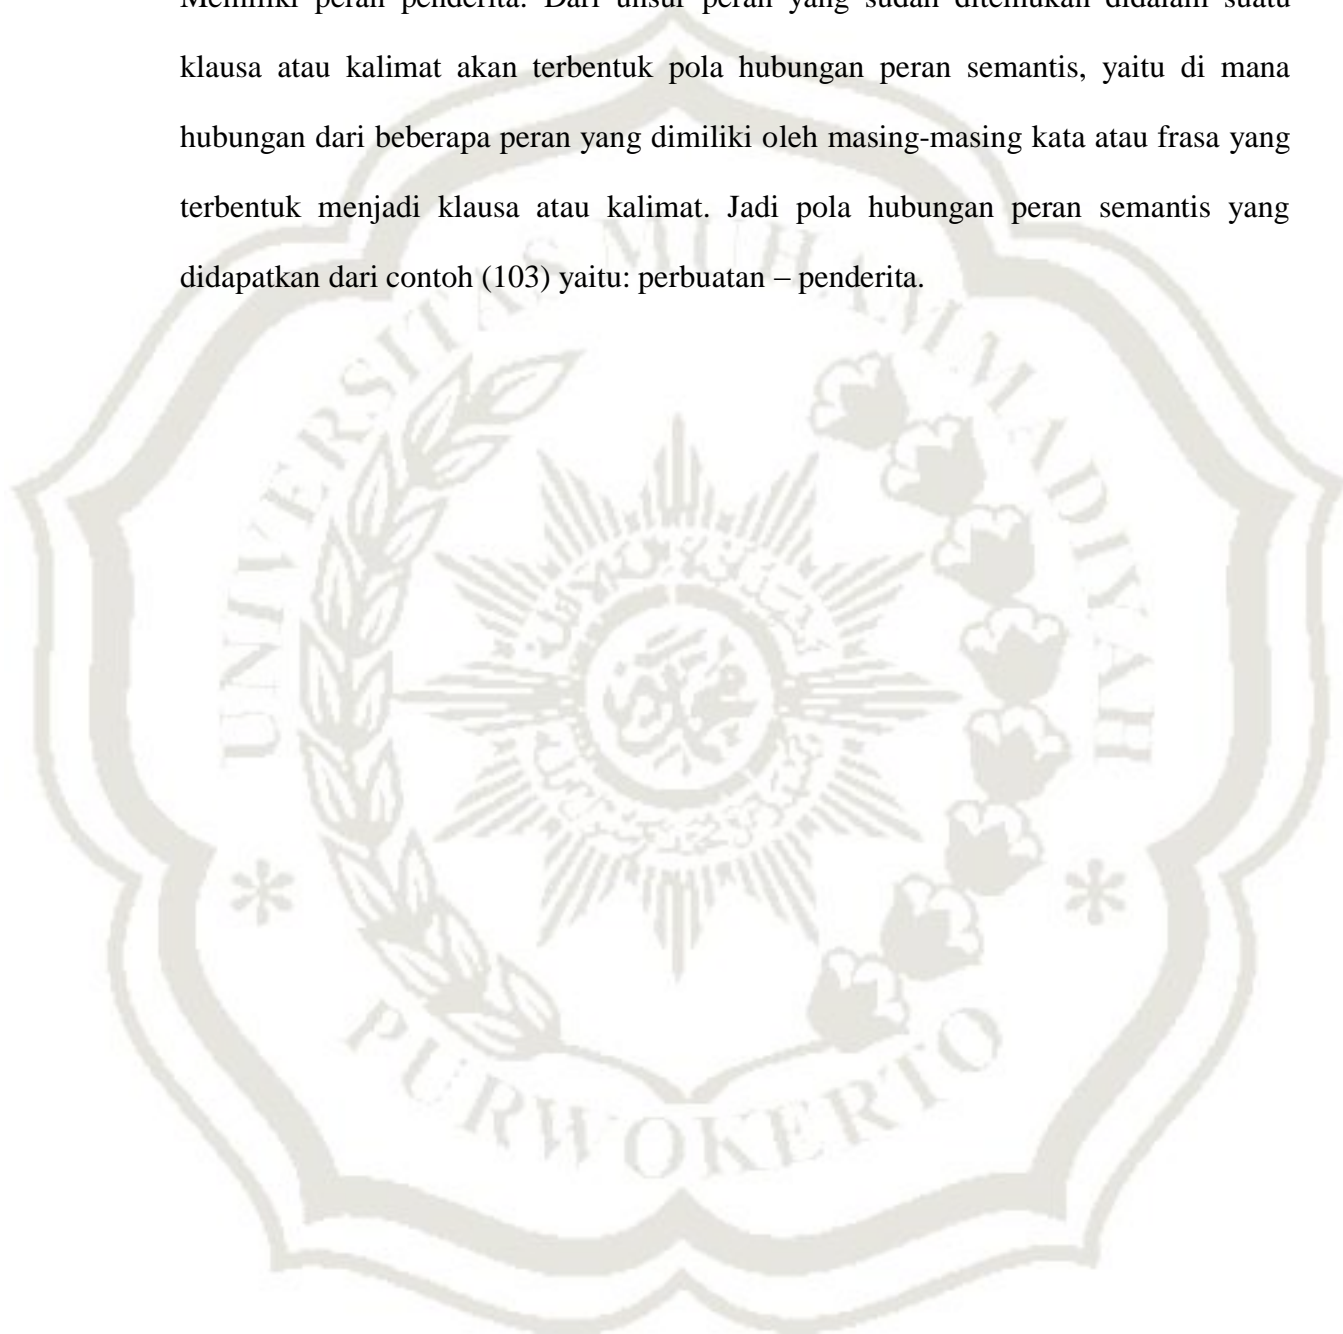 Memiliki peran penderita. Dari unsur peran yang sudah ditemukan didalam suatu
klausa atau kalimat akan terbentuk pola hubungan peran semantis, yaitu di mana
hubungan dari beberapa peran yang dimiliki oleh masing-masing kata atau frasa yang
terbentuk menjadi klausa atau kalimat. Jadi pola hubungan peran semantis yang
didapatkan dari contoh (103) yaitu: perbuatan – penderita.
UNIVERSITAS MUHAMMADIYAH
PURWOKERTO